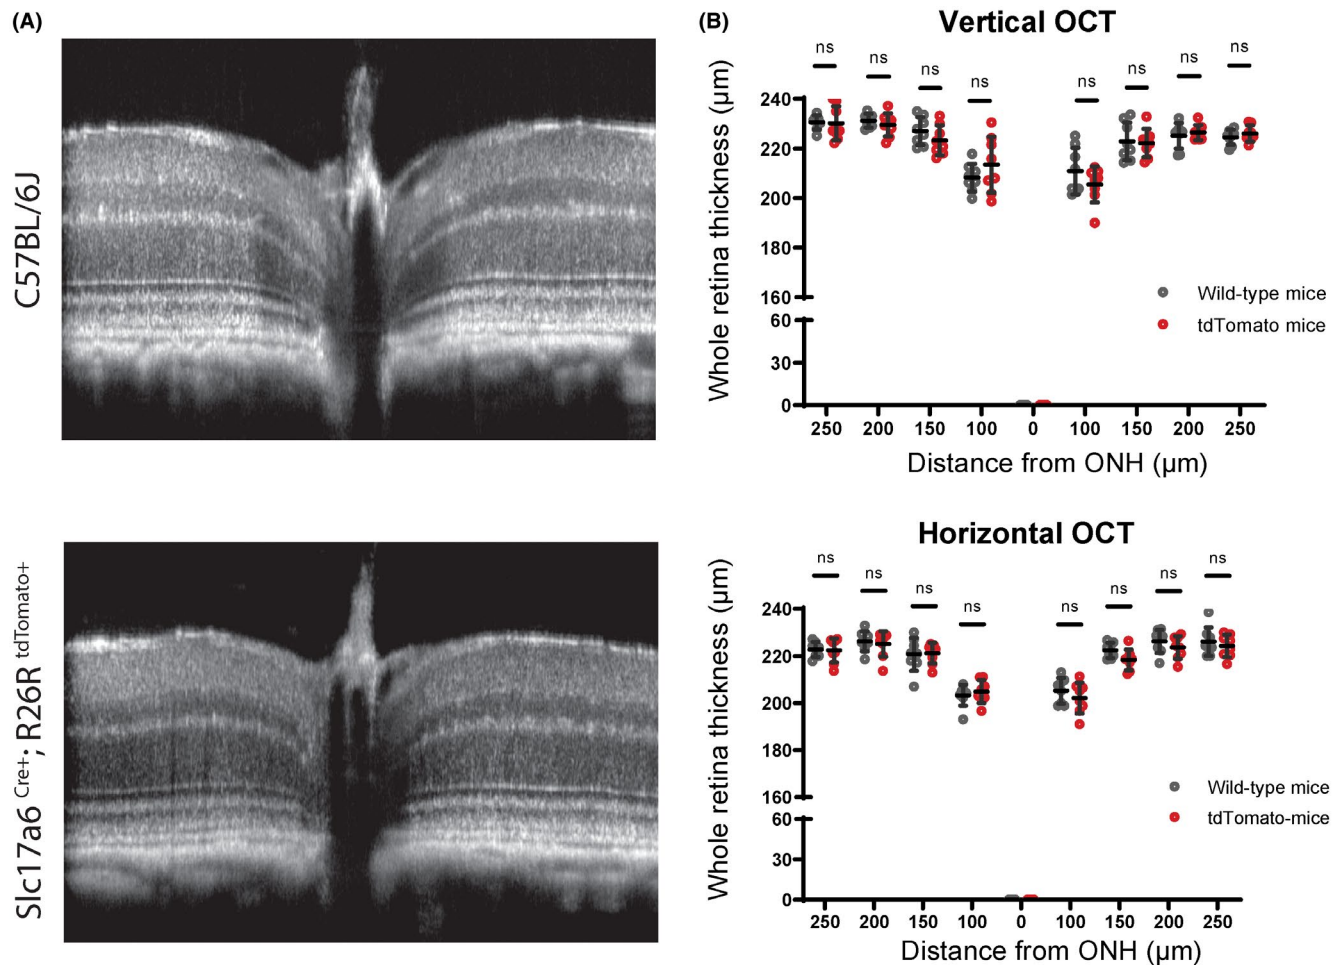 (A)
C57BL/6J
Slc17a6 Cre+; R26R tdTomato+
(B)
Vertical OCT
ns ns ns ns ns ns ns ns
Whole retina thickness (µm)
240
220
200
180
160
60
30
0
Wild-type mice
tdTomato mice
250 200 150 100 0 100 150 200 250
Distance from ONH (µm)
Horizontal OCT
ns ns ns ns ns ns ns ns
Whole retina thickness (µm)
240
220
200
180
160
60
30
0
Wild-type mice
tdTomato-mice
250 200 150 100 0 100 150 200 250
Distance from ONH (µm)